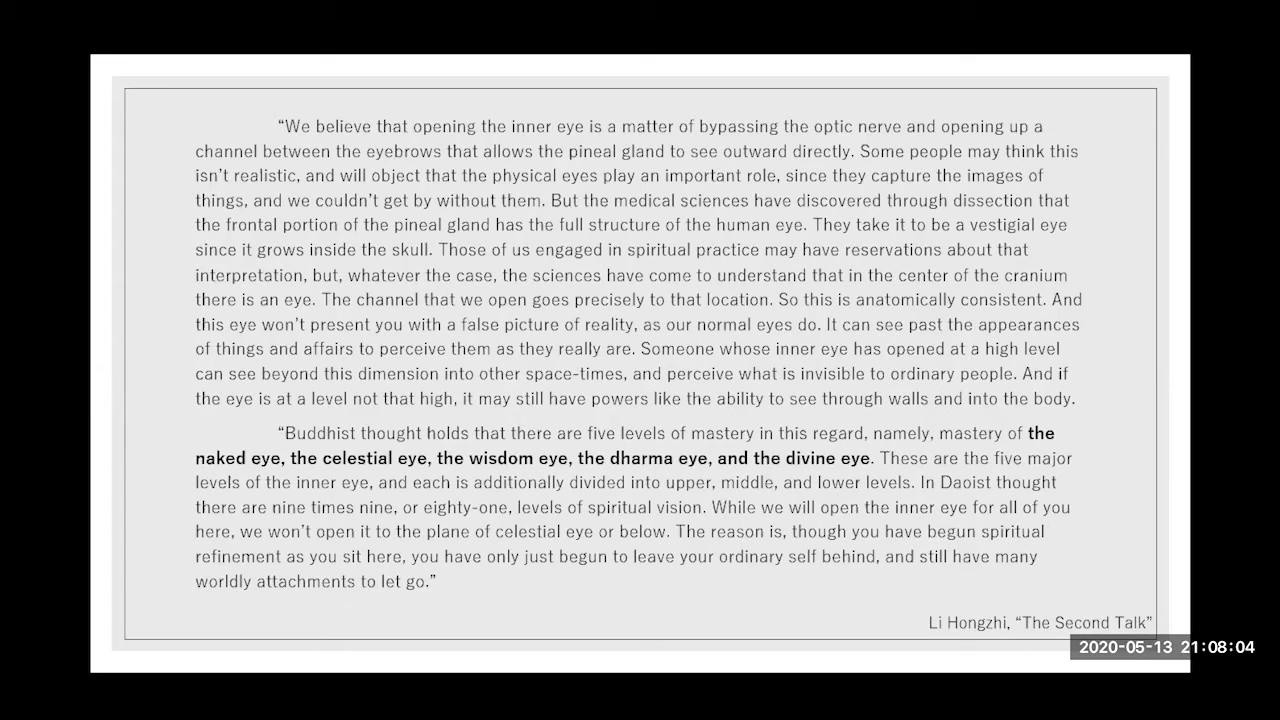 “We believe that opening the inner eye is a matter of bypassing the optic nerve and opening up a
channel between the eyebrows that allows the pineal gland to see outward directly. Some people may think this
isn’t realistic, and will object that the physical eyes play an important role, since they capture the images of
things, and we couldn’t get by without them. But the medical sciences have discovered through dissection that
the frontal portion of the pineal gland has the full structure of the human eye. They take it to be a vestigial eye
since it grows inside the skull. Those of us engaged in spiritual practice may have reservations about that
interpretation, but, whatever the case, the sciences have come to understand that in the center of the cranium
there is an eye. The channel that we open goes precisely to that location. So this is anatomically consistent. And
this eye won’t present you with a false picture of reality, as our normal eyes do. It can see past the appearances
of things and affairs to perceive them as they really are. Someone whose inner eye has opened at a high level
can see beyond this dimension into other space-times, and perceive what is invisible to ordinary people. And if
the eye is at a level not that high, it may still have powers like the ability to see through walls and into the body.
“Buddhist thought holds that there are five levels of mastery in this regard, namely, mastery of the
naked eye, the celestial eye, the wisdom eye, the dharma eye, and the divine eye. These are the five major
levels of the inner eye, and each is additionally divided into upper, middle, and lower levels. In Daoist thought
there are nine times nine, or eighty-one, levels of spiritual vision. While we will open the inner eye for all of you
here, we won’t open it to the plane of celestial eye or below. The reason is, though you have begun spiritual
refinement as you sit here, you have only just begun to leave your ordinary self behind, and still have many
worldly attachments to let go.”
Li Hongzhi, “The Second Talk”
2020-05-13 21:08:04